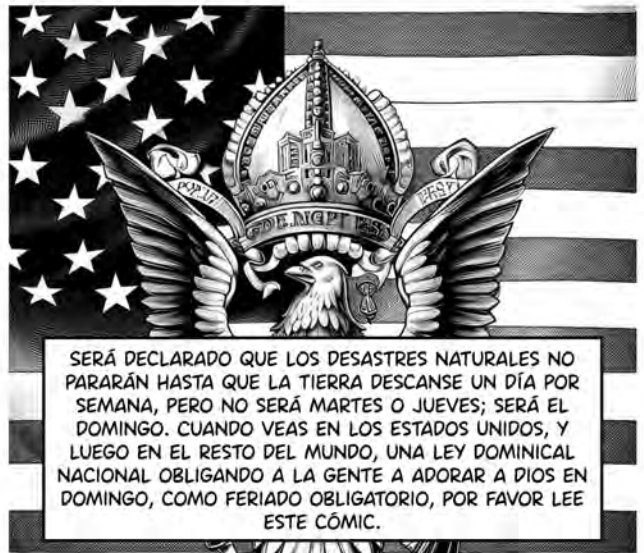 SERÁ DECLARADO QUE LOS DESASTRES NATURALES NO
PARARÁN HASTA QUE LA TIERRA DESCANSE UN DÍA POR
SEMANA, PERO NO SERÁ MARTES O JUEVES; SERÁ EL
DOMINGO. CUANDO VEAS EN LOS ESTADOS UNIDOS, Y
LUEGO EN EL RESTO DEL MUNDO, UNA LEY DOMINICAL
NACIONAL OBLIGANDO A LA GENTE A ADORAR A DIOS EN
DOMINGO, COMO FERIADO OBLIGATORIO, POR FAVOR LEE
ESTE CÓMIC.